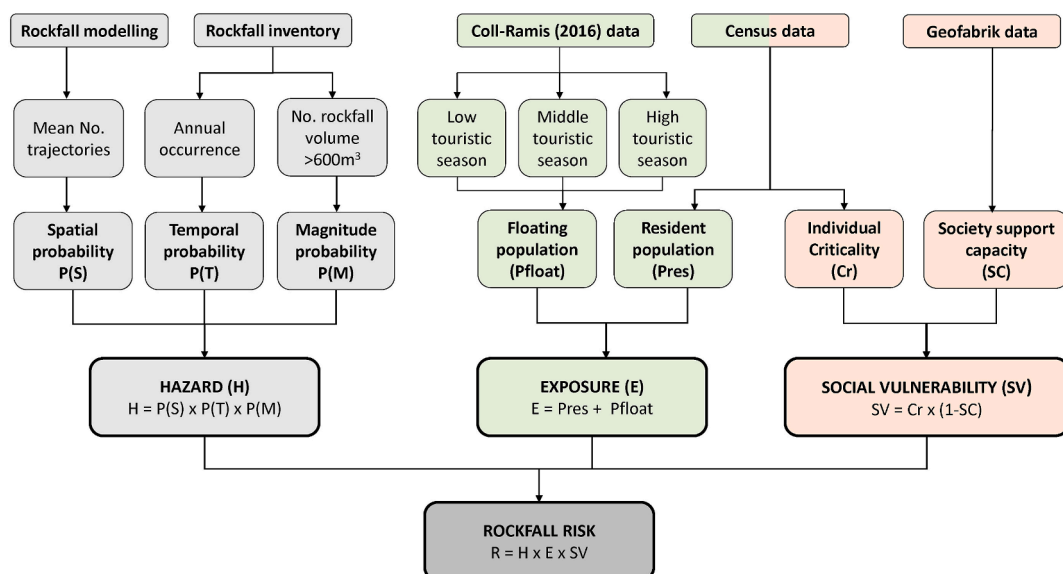 Rockfall modelling
Rockfall inventory
Coll-Ramis (2016) data
Census data
Geofabrik data
Mean No.
trajectories
Annual
occurrence
No. rockfall
volume
>600m³
Low
touristic
season
Middle
touristic
season
High
touristic
season
Spatial
probability
P(S)
Temporal
probability
P(T)
Magnitude
probability
P(M)
Floating
population
(Pfloat)
Resident
population
(Pres)
Individual
Criticality
(Cr)
Society support
capacity
(SC)
HAZARD (H)
H = P(S) x P(T) x P(M)
EXPOSURE (E)
E = Pres + Pfloat
SOCIAL VULNERABILITY (SV)
SV = Cr x (1-SC)
ROCKFALL RISK
R = H x E x SV